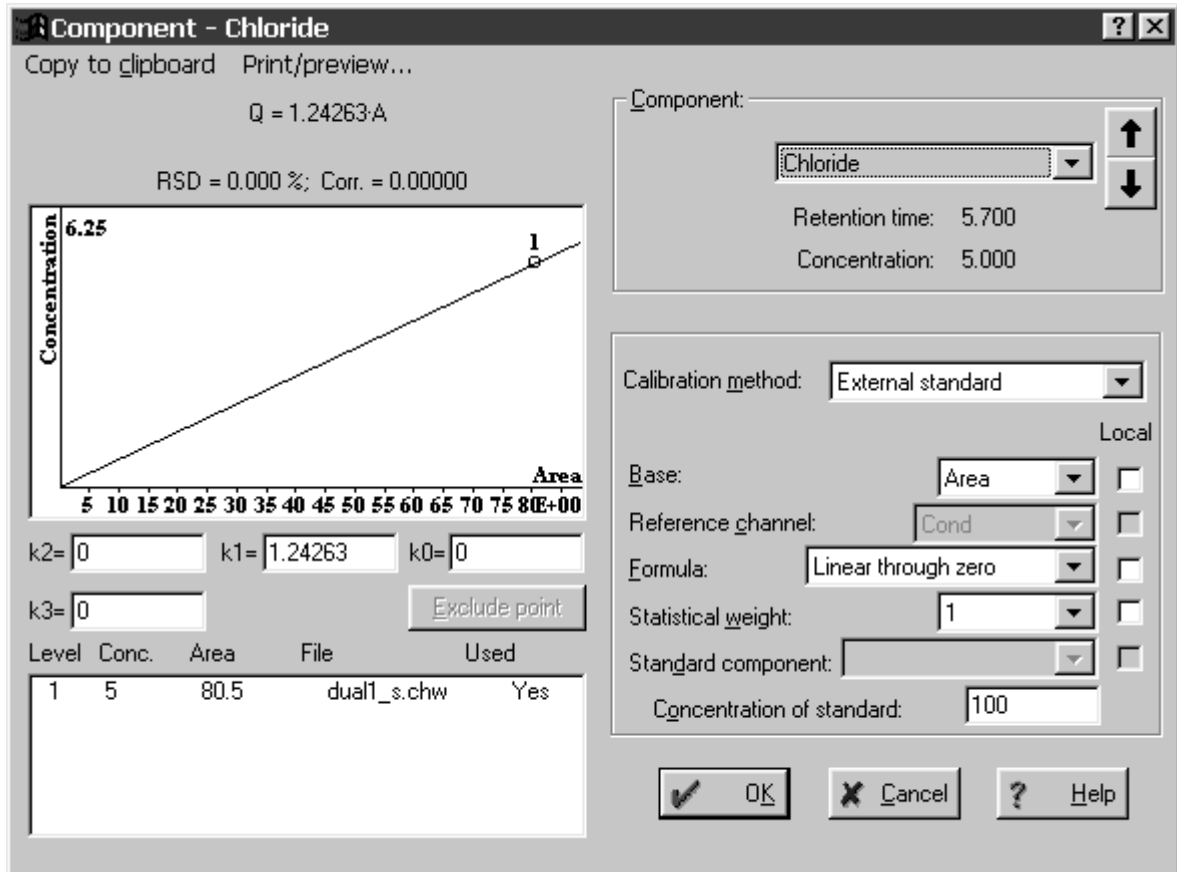 Component - Chloride
Copy to clipboard Print/preview...
Q = 1.24263·A
RSD = 0.000 %; Corr. = 0.00000
Concentration
6.25
1
Area
5 10 15 20 25 30 35 40 45 50 55 60 65 70 75 80E+00
k2= 0 k1= 1.24263 k0= 0
k3= 0 Exclude point
Level Conc. Area File Used
1 5 80.5 dual1_s.chw Yes
Component:
Chloride
Retention time: 5.700
Concentration: 5.000
Calibration method: External standard
Local
Base: Area
Reference channel: Cond
Formula: Linear through zero
Statistical weight: 1
Standard component:
Concentration of standard: 100
OK Cancel ? Help